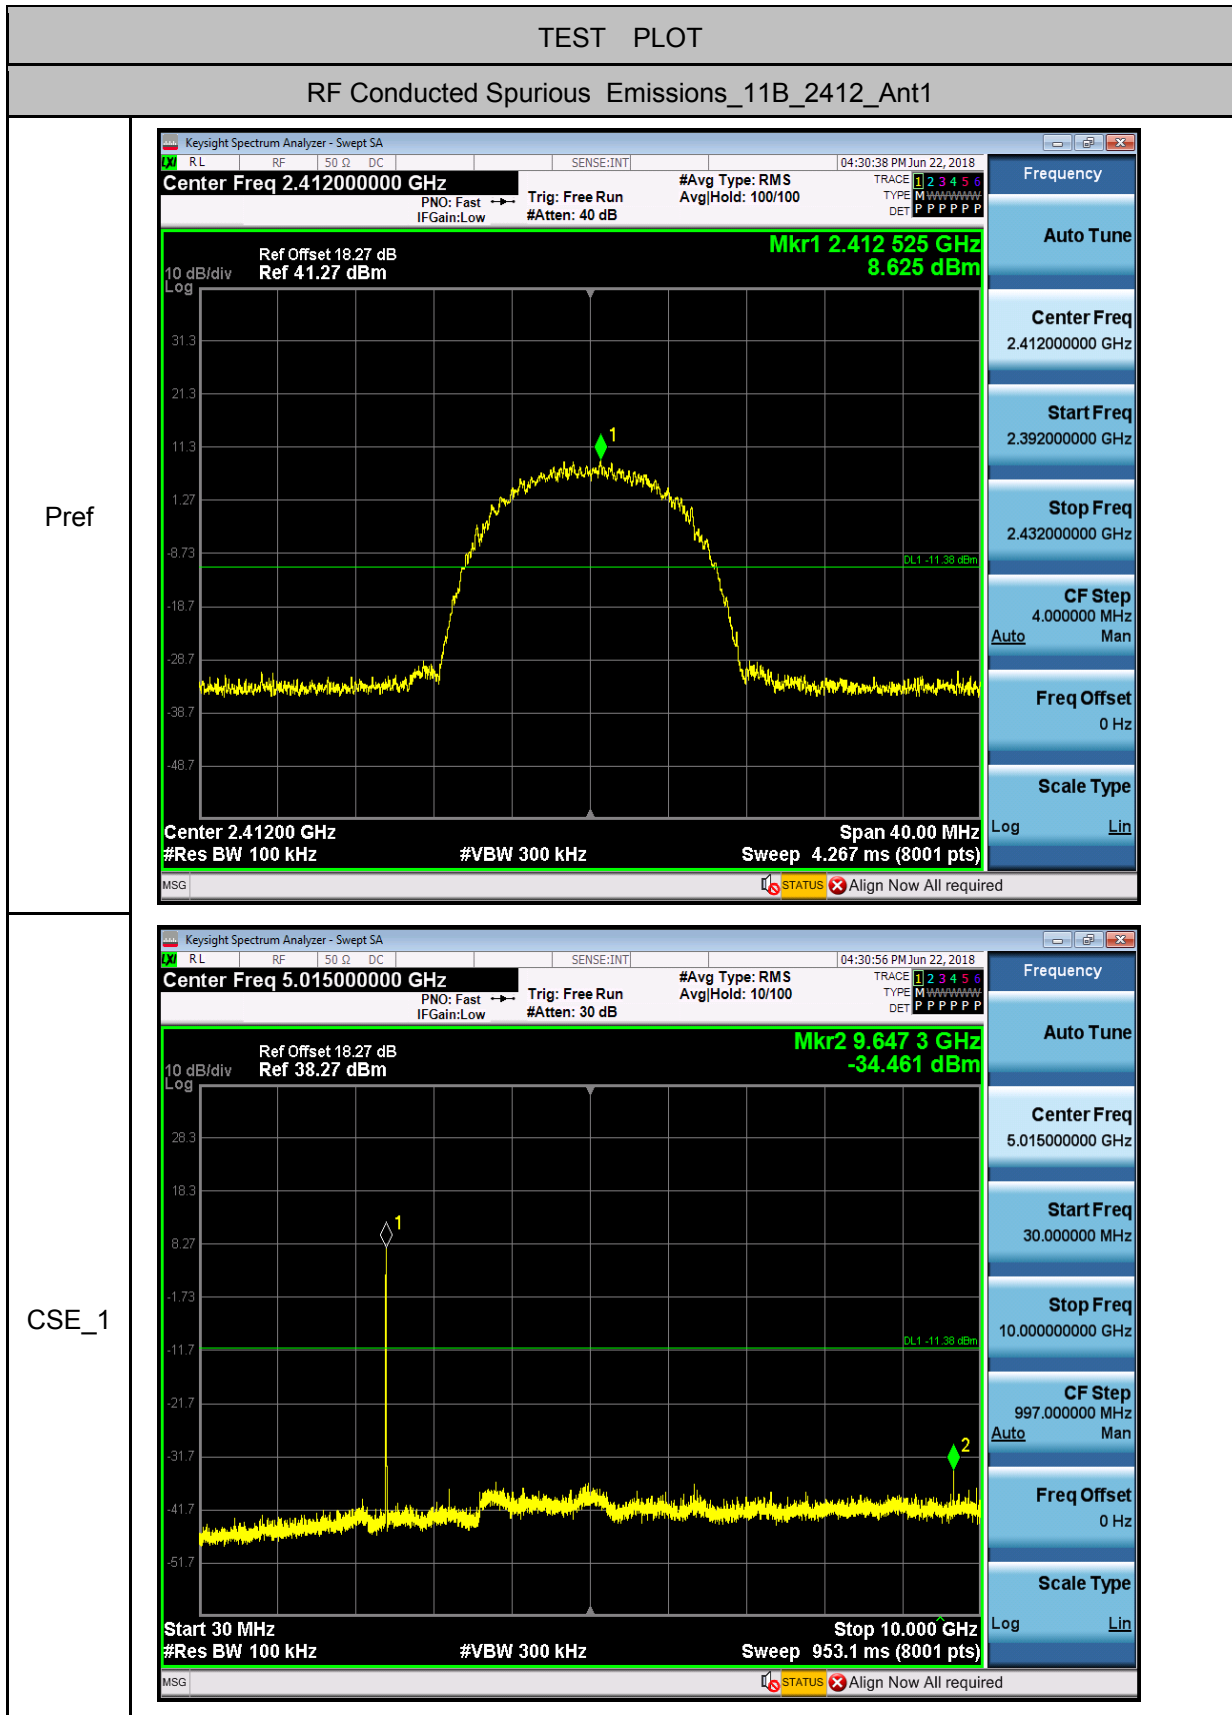 TEST PLOT
RF Conducted Spurious Emissions_11B_2412_Ant1
Pref
Keysight Spectrum Analyzer - Swept SA
LXI RL RF 50 Ω DC SENSE:INT 04:30:38 PM Jun 22, 2018
Center Freq 2.412000000 GHz
PNO: Fast
IFGain:Low
Trig: Free Run
#Atten: 40 dB
#Avg Type: RMS
Avg|Hold: 100/100
TRACE 1 2 3 4 5 6
TYPE M WWWWW
DET P P P P P P
Ref Offset 18.27 dB
10 dB/div Ref 41.27 dBm
Log
Mkr1 2.412 525 GHz
8.625 dBm
31.3
21.3
11.3
1.27
-8.73
-18.7
-28.7
-38.7
-48.7
1
DL1 -11.38 dBm
Center 2.41200 GHz Span 40.00 MHz
#Res BW 100 kHz #VBW 300 kHz Sweep 4.267 ms (8001 pts)
MSG STATUS Align Now All required
Frequency
Auto Tune
Center Freq
2.412000000 GHz
Start Freq
2.392000000 GHz
Stop Freq
2.432000000 GHz
CF Step
4.000000 MHz
Auto Man
Freq Offset
0 Hz
Scale Type
Log Lin
CSE_1
Keysight Spectrum Analyzer - Swept SA
LXI RL RF 50 Ω DC SENSE:INT 04:30:56 PM Jun 22, 2018
Center Freq 5.015000000 GHz
PNO: Fast
IFGain:Low
Trig: Free Run
#Atten: 30 dB
#Avg Type: RMS
Avg|Hold: 10/100
TRACE 1 2 3 4 5 6
TYPE M WWWWW
DET P P P P P P
Ref Offset 18.27 dB
10 dB/div Ref 38.27 dBm
Log
Mkr2 9.647 3 GHz
-34.461 dBm
28.3
18.3
8.27
-1.73
-11.7
-21.7
-31.7
-41.7
-51.7
1
DL1 -11.38 dBm
2
Start 30 MHz Stop 10.000 GHz
#Res BW 100 kHz #VBW 300 kHz Sweep 953.1 ms (8001 pts)
MSG STATUS Align Now All required
Frequency
Auto Tune
Center Freq
5.015000000 GHz
Start Freq
30.000000 MHz
Stop Freq
10.000000000 GHz
CF Step
997.000000 MHz
Auto Man
Freq Offset
0 Hz
Scale Type
Log Lin